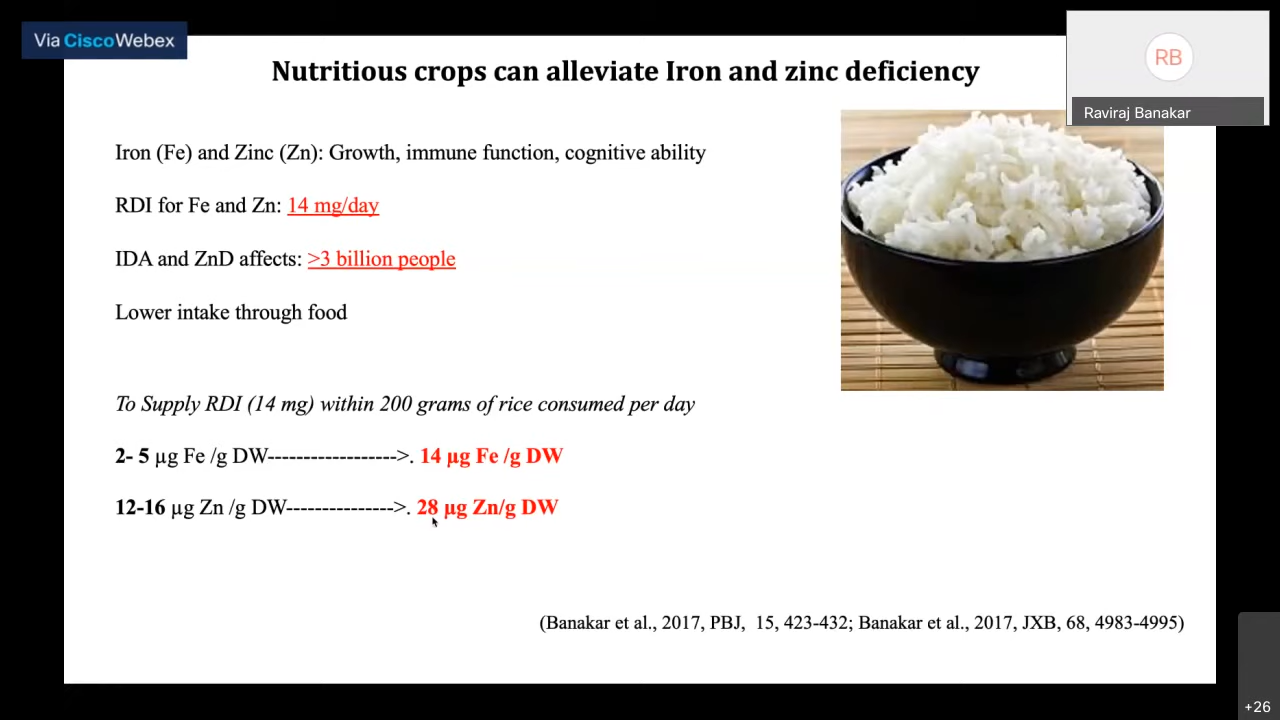 Via CiscoWebex
Nutritious crops can alleviate Iron and zinc deficiency
RB
Raviraj Banakar
Iron (Fe) and Zinc (Zn): Growth, immune function, cognitive ability
RDI for Fe and Zn: 14 mg/day
IDA and ZnD affects: >3 billion people
Lower intake through food
To Supply RDI (14 mg) within 200 grams of rice consumed per day
2- 5 µg Fe /g DW------------------>. 14 µg Fe /g DW
12-16 µg Zn /g DW--------------->. 28 µg Zn/g DW
(Banakar et al., 2017, PBJ, 15, 423-432; Banakar et al., 2017, JXB, 68, 4983-4995)
+26